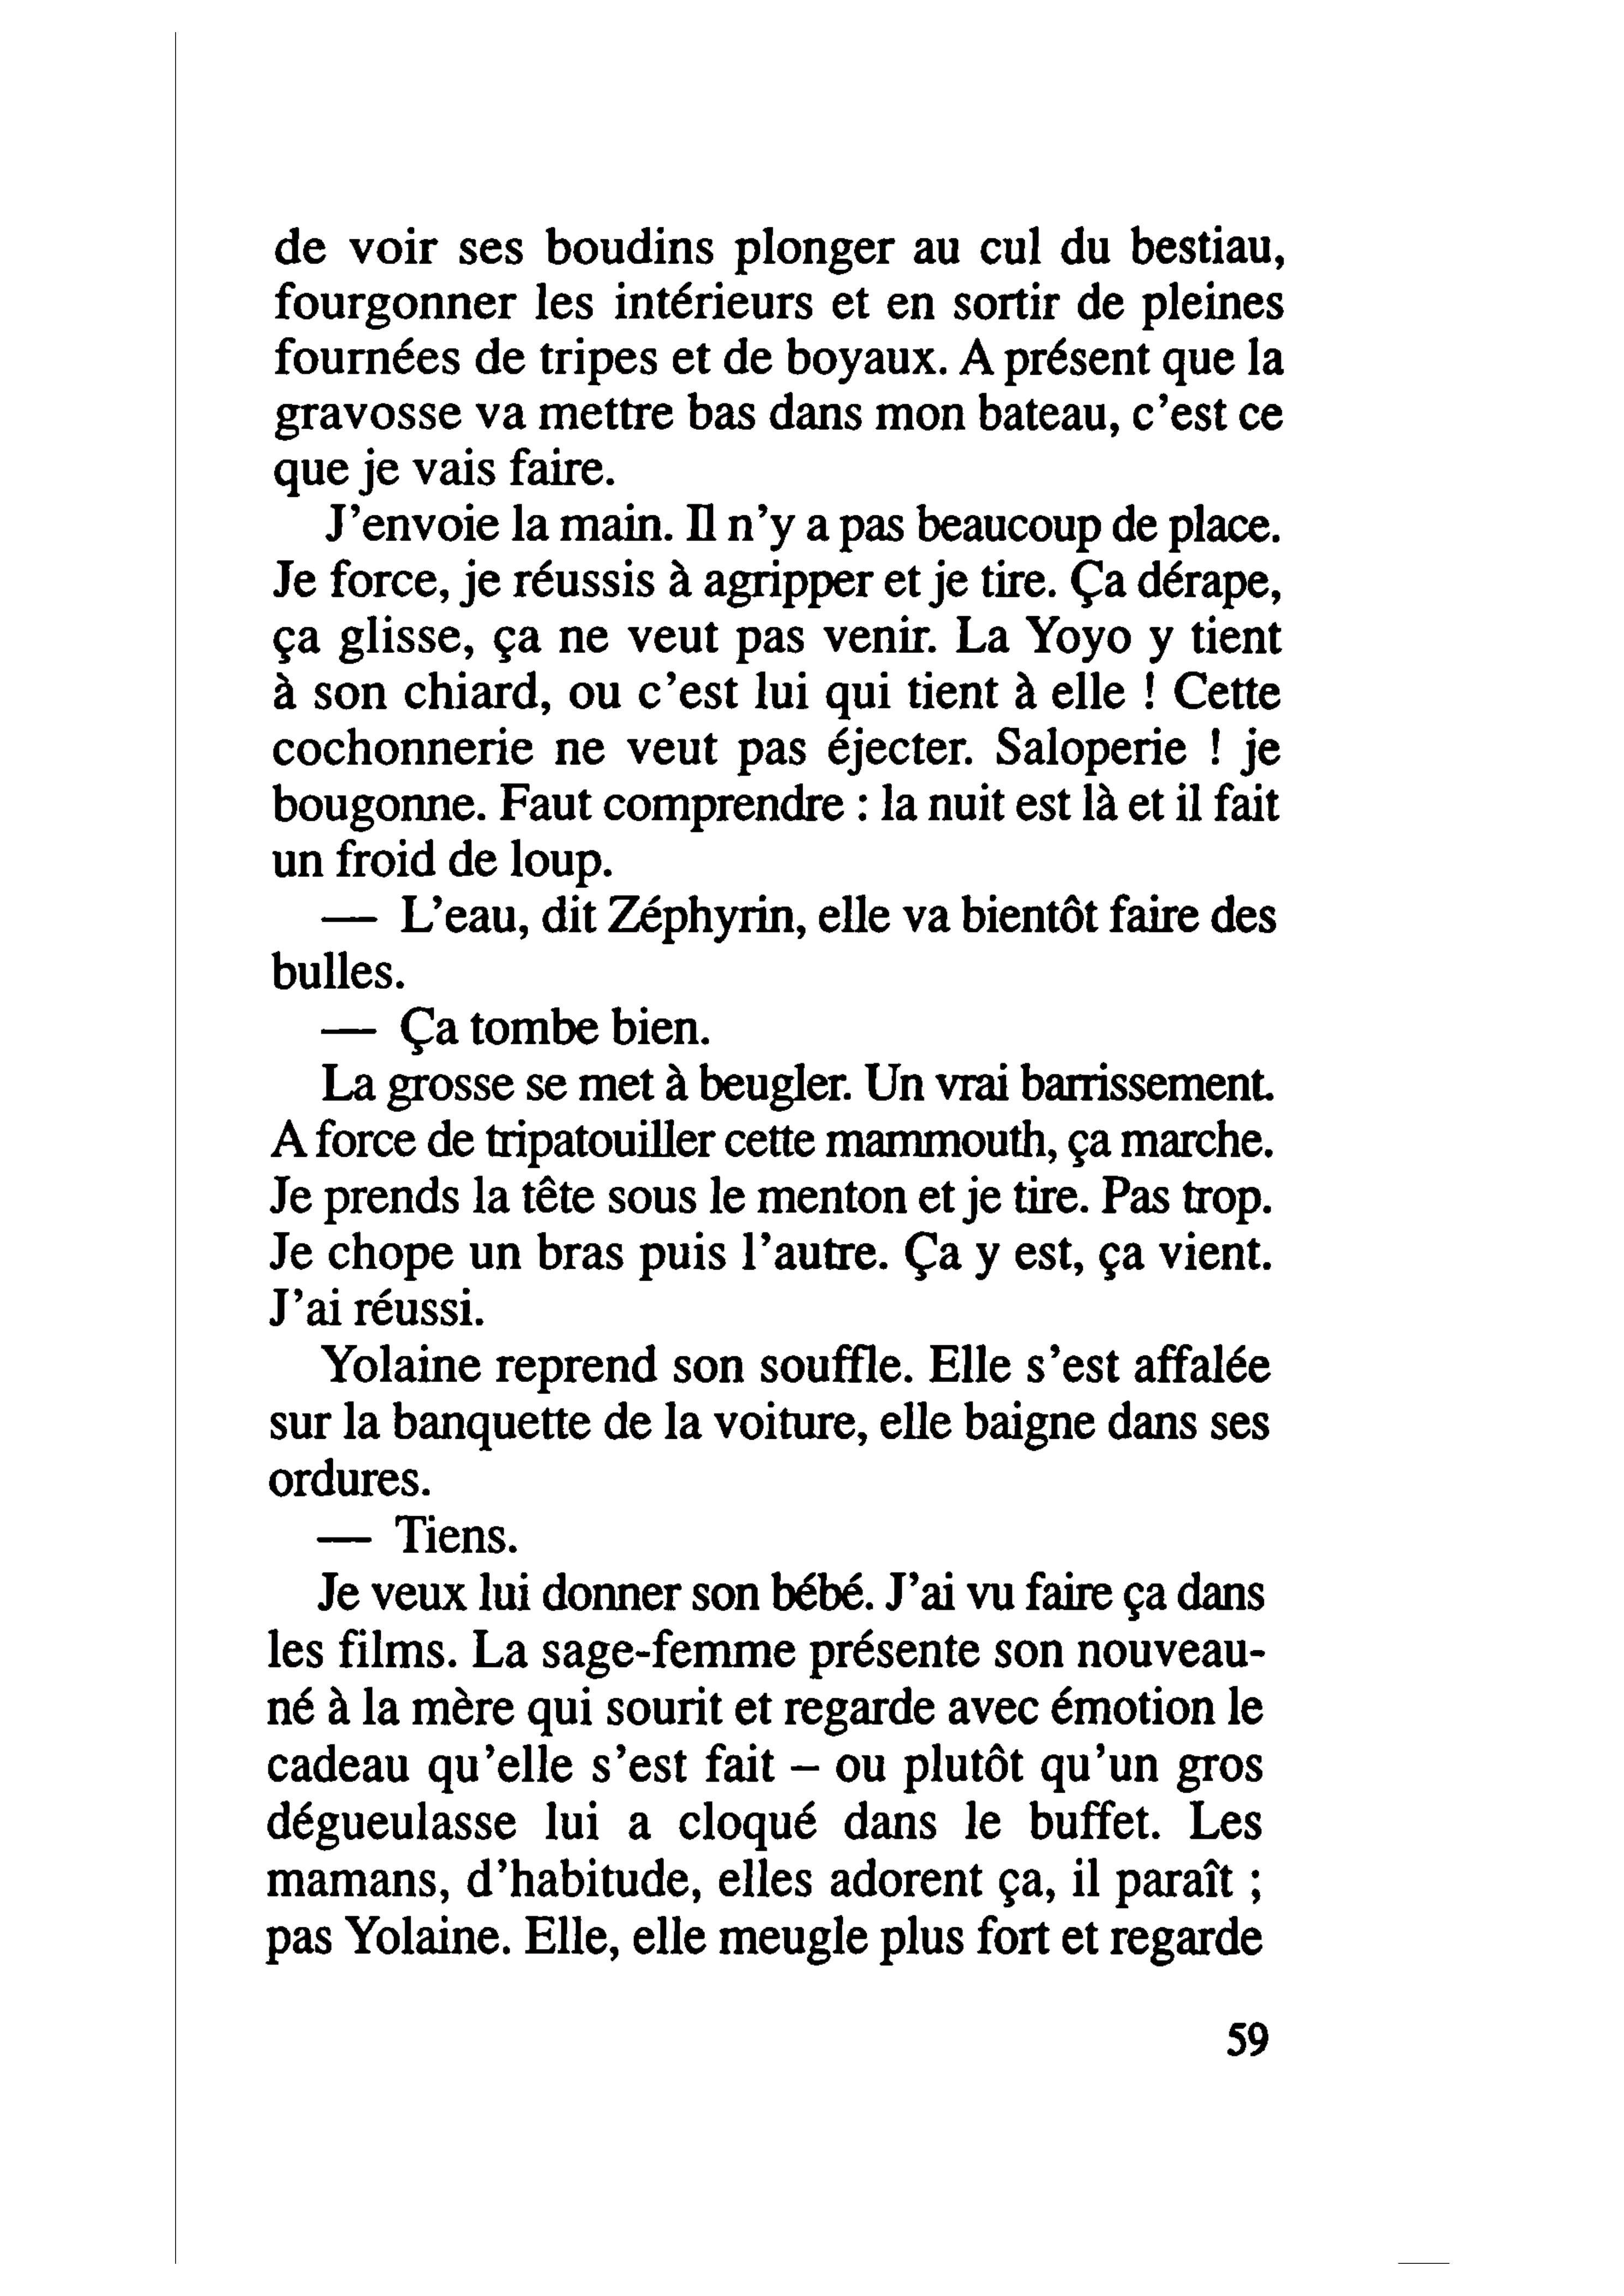 de voir ses boudins plonger au cul du bestiau,
fourgonner les intérieurs et en sortir de pleines
fournées de tripes et de boyaux. A présent que la
gravosse va mettre bas dans mon bateau, c'est ce
que je vais faire.
J'envoie la main. Il n'y a pas beaucoup de place.
Je force, je réussis à agripper et je tire. Ça dérape,
ça glisse, ça ne veut pas venir. La Yoyo y tient
à son chiard, ou c'est lui qui tient à elle ! Cette
cochonnerie ne veut pas éjecter. Saloperie ! je
bougonne. Faut comprendre : la nuit est là et il fait
un froid de loup.
— L'eau, dit Zéphyrin, elle va bientôt faire des
bulles.
— Ça tombe bien.
La grosse se met à beugler. Un vrai barrissement.
A force de tripatouiller cette mammouth, ça marche.
Je prends la tête sous le menton et je tire. Pas trop.
Je chope un bras puis l'autre. Ça y est, ça vient.
J'ai réussi.
Yolaine reprend son souffle. Elle s'est affalée
sur la banquette de la voiture, elle baigne dans ses
ordures.
— Tiens.
Je veux lui donner son bébé. J'ai vu faire ça dans
les films. La sage-femme présente son nouveau-
né à la mère qui sourit et regarde avec émotion le
cadeau qu'elle s'est fait – ou plutôt qu'un gros
dégueulasse lui a cloqué dans le buffet. Les
mamans, d'habitude, elles adorent ça, il paraît ;
pas Yolaine. Elle, elle meugle plus fort et regarde
59